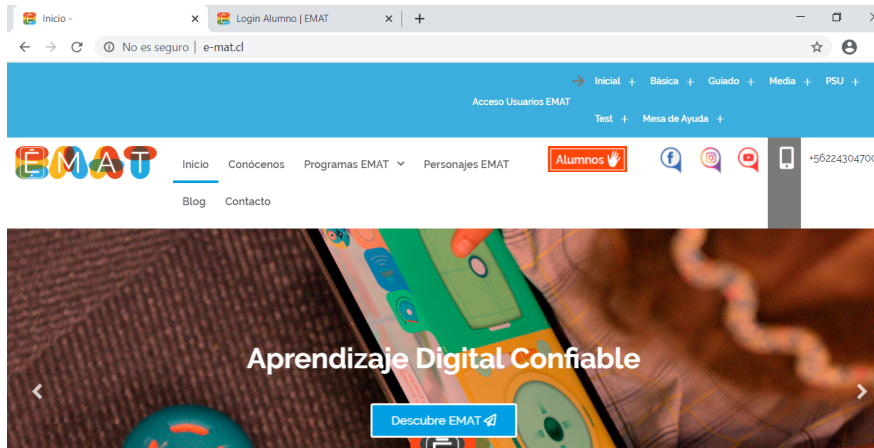 Inicio -
Login Alumno | EMAT
No es seguro | e-mat.cl
Inicial + Básica + Guiado + Media + PSU +
Acceso Usuarios EMAT
Test + Mesa de Ayuda +
EMAT
Inicio Conócenos Programas EMAT Personajes EMAT
Alumnos
+56224304700
Blog Contacto
Aprendizaje Digital Confiable
Descubre EMAT